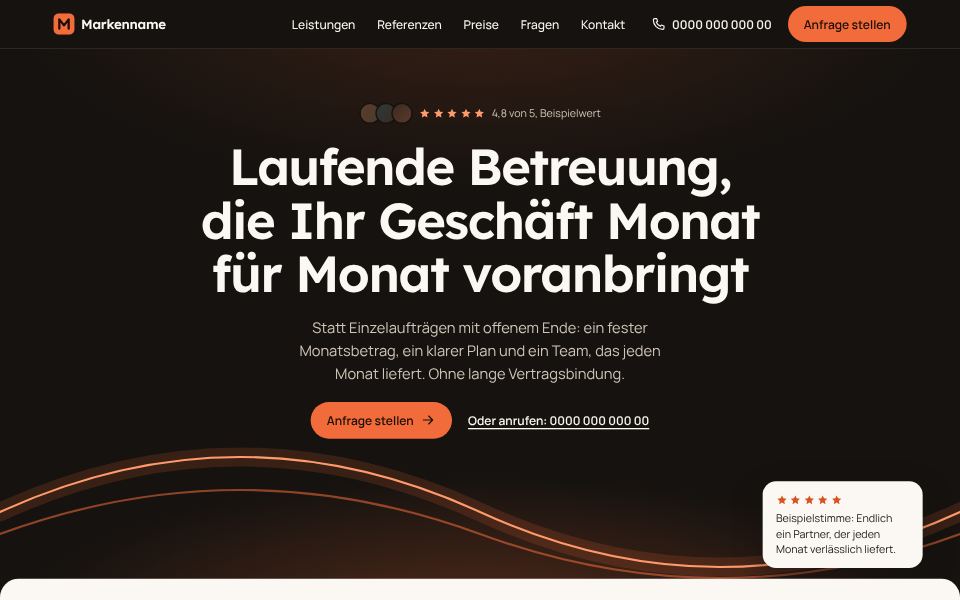 M Markenname
Leistungen Referenzen Preise Fragen Kontakt 0000 000 000 00 Anfrage stellen
4,8 von 5, Beispielwert
Laufende Betreuung,
die Ihr Geschäft Monat
für Monat voranbringt
Statt Einzelaufträgen mit offenem Ende: ein fester
Monatsbetrag, ein klarer Plan und ein Team, das jeden
Monat liefert. Ohne lange Vertragsbindung.
Anfrage stellen Oder anrufen: 0000 000 000 00
Beispielstimme: Endlich
ein Partner, der jeden
Monat verlässlich liefert.